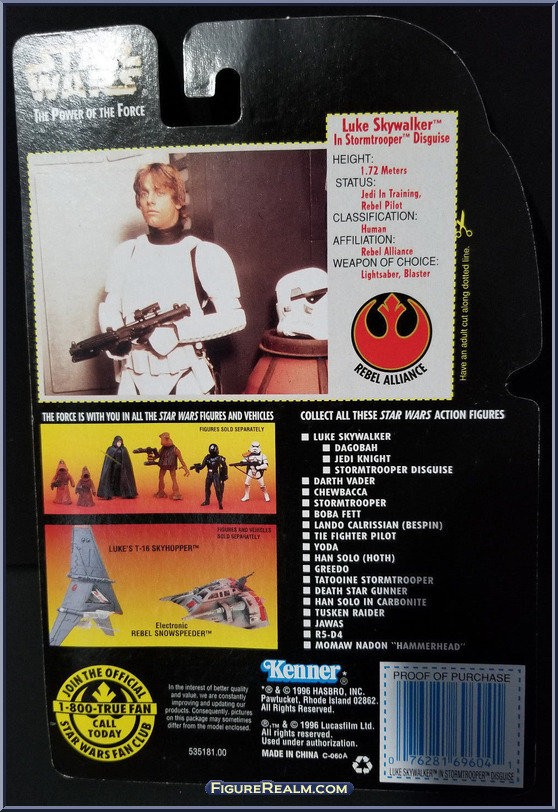 STAR WARS
THE POWER OF THE FORCE
Luke Skywalker™
In Stormtrooper™ Disguise
HEIGHT:
1.72 Meters
STATUS:
Jedi In Training,
Rebel Pilot
CLASSIFICATION:
Human
AFFILIATION:
Rebel Alliance
WEAPON OF CHOICE:
Lightsaber, Blaster
REBEL ALLIANCE
Have an adult cut along dotted line.
THE FORCE IS WITH YOU IN ALL THE STAR WARS FIGURES AND VEHICLES
FIGURES SOLD SEPARATELY
FIGURES AND VEHICLES
SOLD SEPARATELY
LUKE'S T-16 SKYHOPPER™
Electronic
REBEL SNOWSPEEDER™
COLLECT ALL THESE STAR WARS ACTION FIGURES
LUKE SKYWALKER
DAGOBAH
JEDI KNIGHT
STORMTROOPER DISGUISE
DARTH VADER
CHEWBACCA
STORMTROOPER
BOBA FETT
LANDO CALRISSIAN (BESPIN)
TIE FIGHTER PILOT
YODA
HAN SOLO (HOTH)
GREEDO
TATOOINE STORMTROOPER
DEATH STAR GUNNER
HAN SOLO IN CARBONITE
TUSKEN RAIDER
JAWAS
R5-D4
MOMAW NADON "HAMMERHEAD"
JOIN THE OFFICIAL
1-800-TRUE FAN
CALL
TODAY
STAR WARS FAN CLUB
In the interest of better quality
and value, we are constantly
improving and updating our
products. Consequently, pictures
on this package may sometimes
differ from the model enclosed.
535181.00
Kenner®
*® & © 1996 HASBRO, INC.
Pawtucket, Rhode Island 02862.
All Rights Reserved.
®,™ & © 1996 Lucasfilm Ltd.
All rights reserved.
Used under authorization.
MADE IN CHINA C-060A
PROOF OF PURCHASE
0 76281 69604 1
LUKE SKYWALKER™ IN STORMTROOPER™ DISGUISE
FIGUREREALM.COM